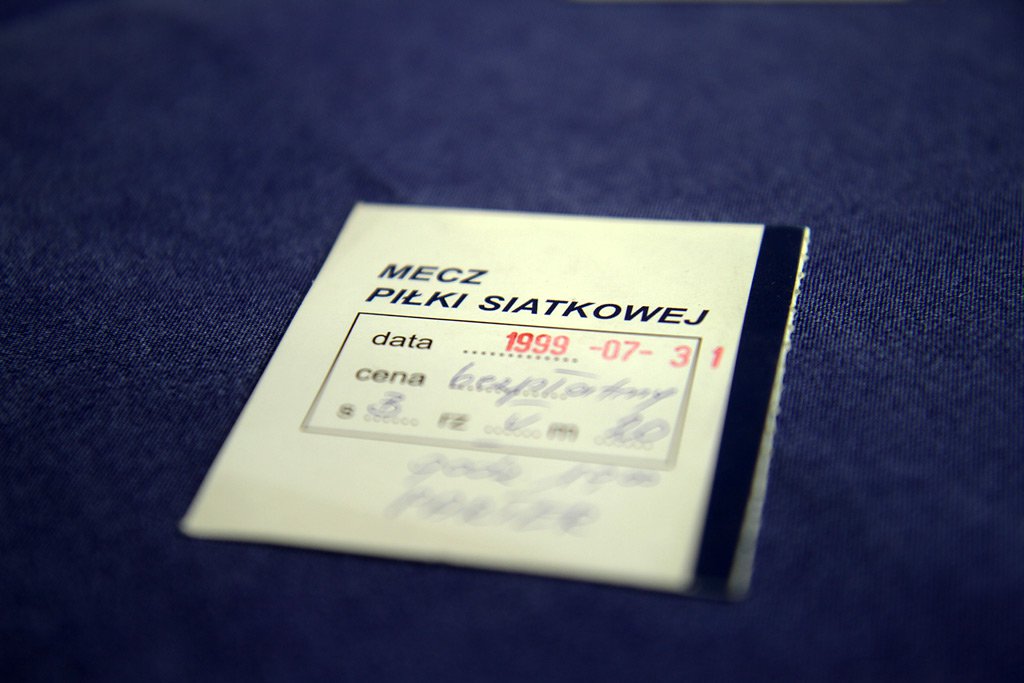 MECZ
PIŁKI SIATKOWEJ
data 1999 -07- 31
cena bezpłatny
s 3 rz V m 20